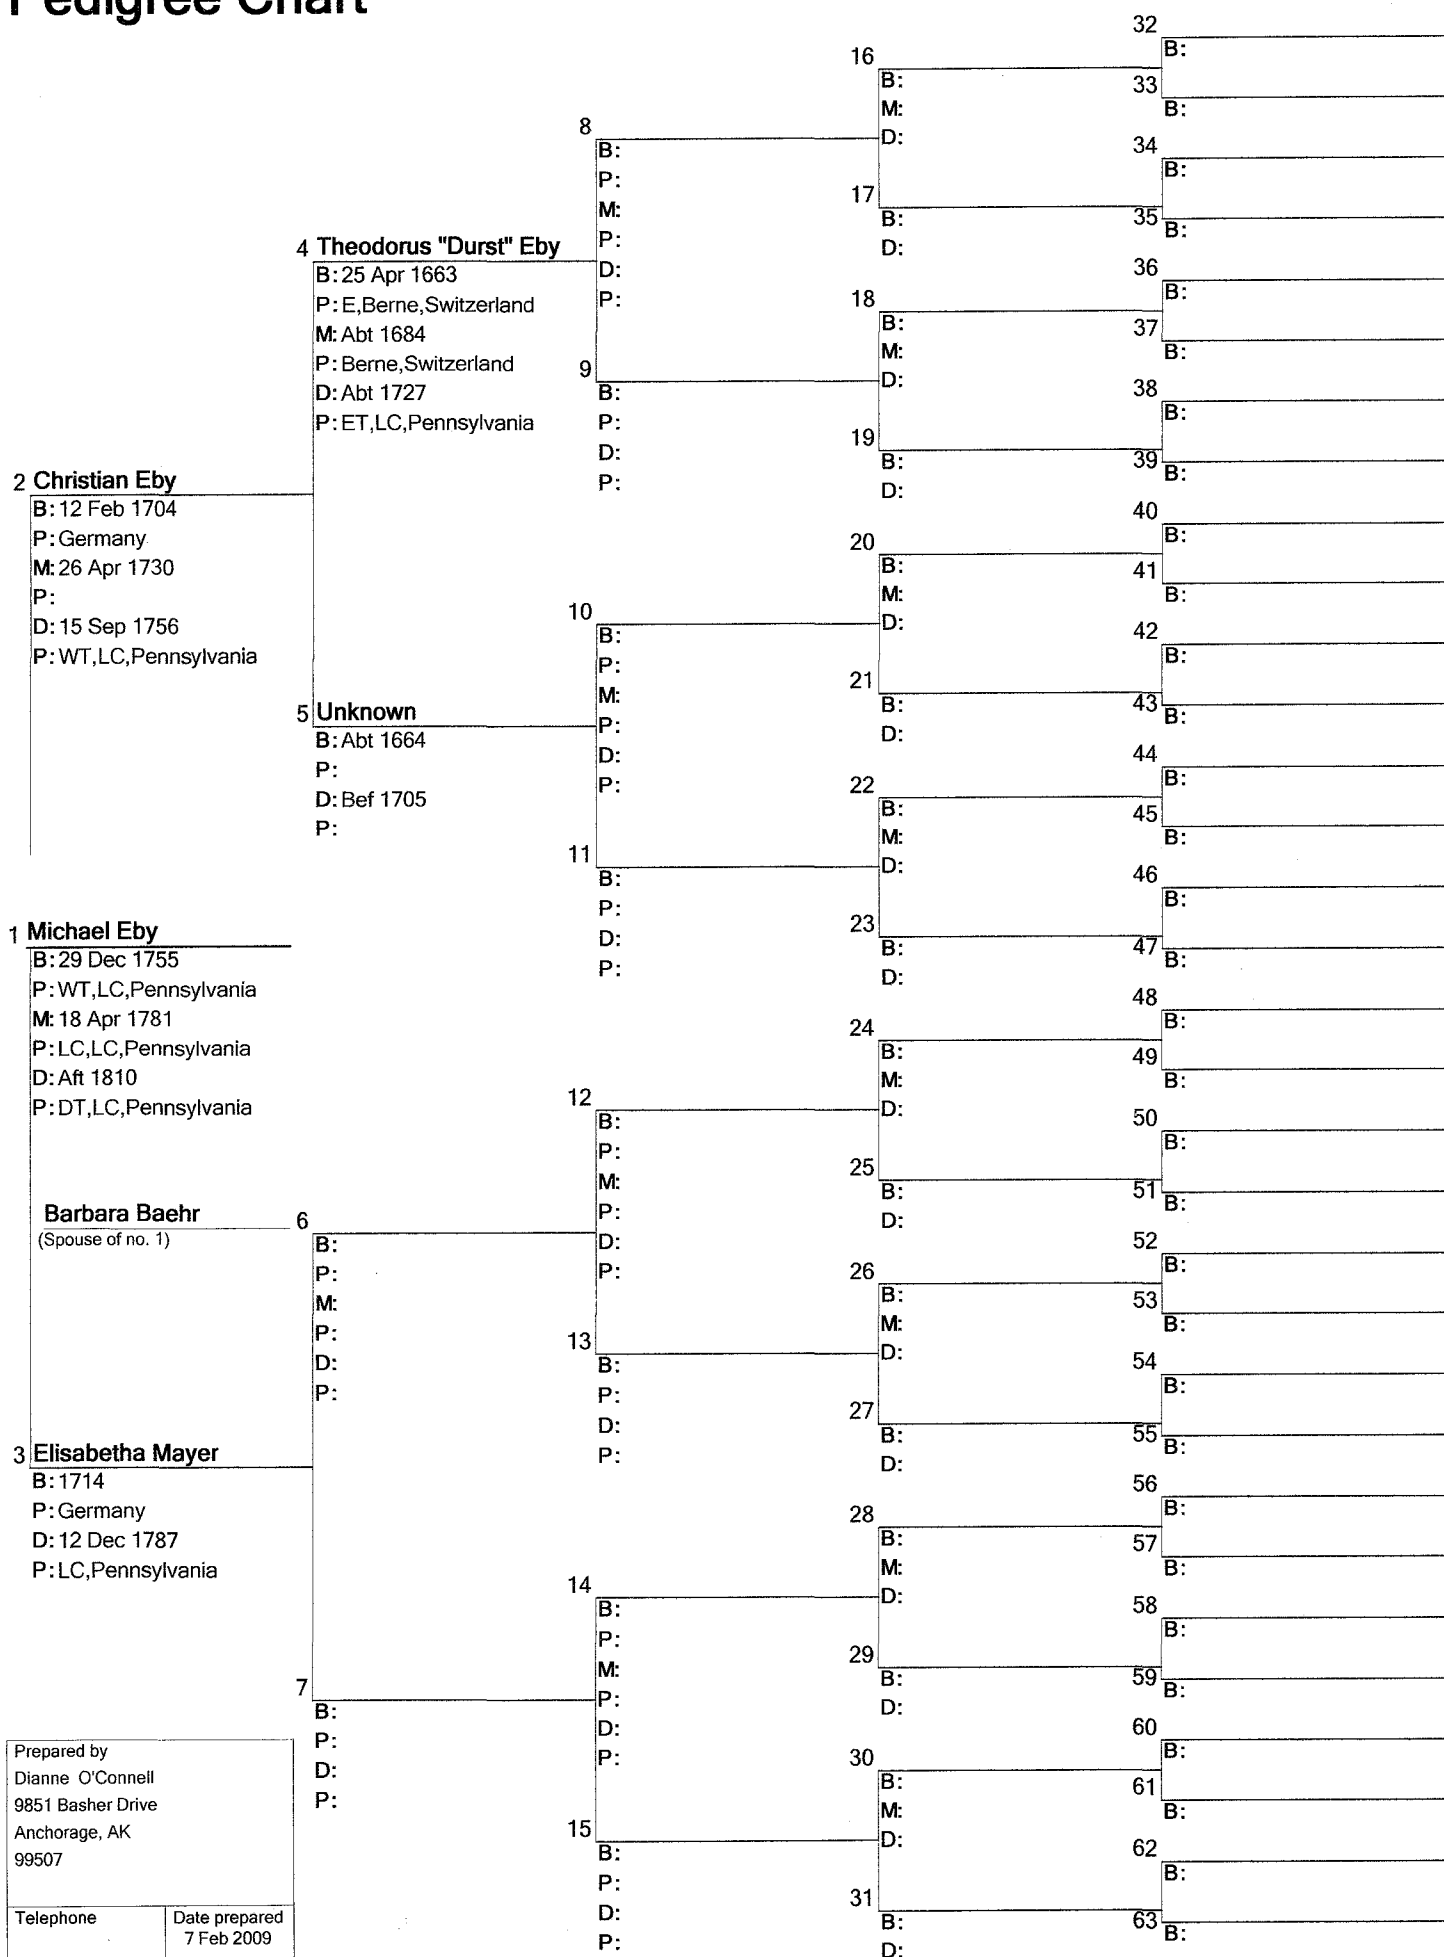 Pedigree Chart
2 Christian Eby
B: 12 Feb 1704
P: Germany
M: 26 Apr 1730
P:
D: 15 Sep 1756
P: WT,LC,Pennsylvania
1 Michael Eby
B: 29 Dec 1755
P: WT,LC,Pennsylvania
M: 18 Apr 1781
P: LC,LC,Pennsylvania
D: Aft 1810
P: DT,LC,Pennsylvania
Barbara Baehr
(Spouse of no. 1)
3 Elisabetha Mayer
B: 1714
P: Germany
D: 12 Dec 1787
P: LC,Pennsylvania
Prepared by
Dianne O'Connell
9851 Basher Drive
Anchorage, AK
99507
Telephone
Date prepared
7 Feb 2009
4 Theodorus "Durst" Eby
B: 25 Apr 1663
P: E,Berne,Switzerland
M: Abt 1684
P: Berne,Switzerland
D: Abt 1727
P: ET,LC,Pennsylvania
5 Unknown
B: Abt 1664
P:
D: Bef 1705
P:
6
B:
P:
M:
P:
D:
P:
7
B:
P:
D:
P:
8
B:
P:
M:
P:
D:
P:
9
B:
P:
D:
P:
10
B:
P:
M:
P:
D:
P:
11
B:
P:
D:
P:
12
B:
P:
M:
P:
D:
P:
13
B:
P:
D:
P:
14
B:
P:
M:
P:
D:
P:
15
B:
P:
D:
P:
16
B:
M:
D:
17
B:
D:
18
B:
M:
D:
19
B:
D:
20
B:
M:
D:
21
B:
D:
22
B:
M:
D:
23
B:
D:
24
B:
M:
D:
25
B:
D:
26
B:
M:
D:
27
B:
D:
28
B:
M:
D:
29
B:
D:
30
B:
M:
D:
31
B:
D:
32
B:
33
B:
34
B:
35
B:
36
B:
37
B:
38
B:
39
B:
40
B:
41
B:
42
B:
43
B:
44
B:
45
B:
46
B:
47
B:
48
B:
49
B:
50
B:
51
B:
52
B:
53
B:
54
B:
55
B:
56
B:
57
B:
58
B:
59
B:
60
B:
61
B:
62
B:
63
B: